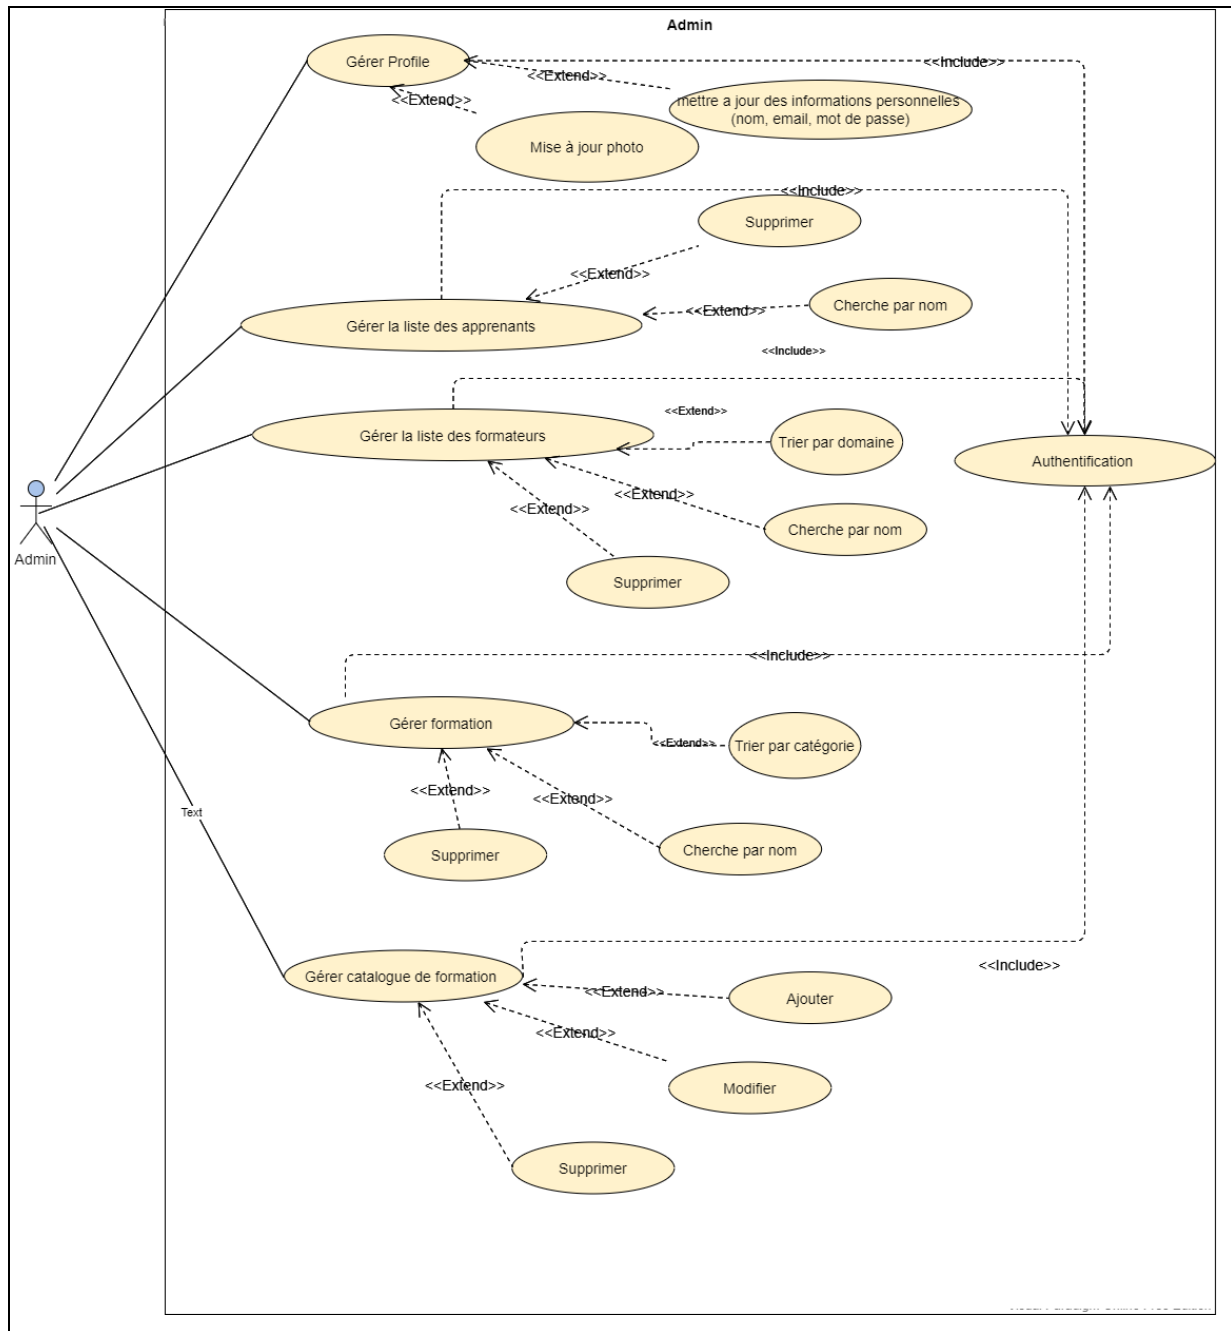 Admin
Gérer Profile
<<Include>>
<<Extend>>
<<Extend>>
mettre a jour des informations personnelles
(nom, email, mot de passe)
Mise à jour photo
<<Include>>
Supprimer
<<Extend>>
Cherche par nom
<<Extend>>
Gérer la liste des apprenants
<<Include>>
<<Extend>>
Gérer la liste des formateurs
Trier par domaine
Authentification
<<Extend>>
<<Extend>>
Cherche par nom
Admin
Supprimer
<<Include>>
Gérer formation
<<Extend>>
Trier par catégorie
<<Extend>>
<<Extend>>
Text
Supprimer
Cherche par nom
<<Include>>
Gérer catalogue de formation
<<Extend>>
Ajouter
<<Extend>>
<<Extend>>
Modifier
Supprimer